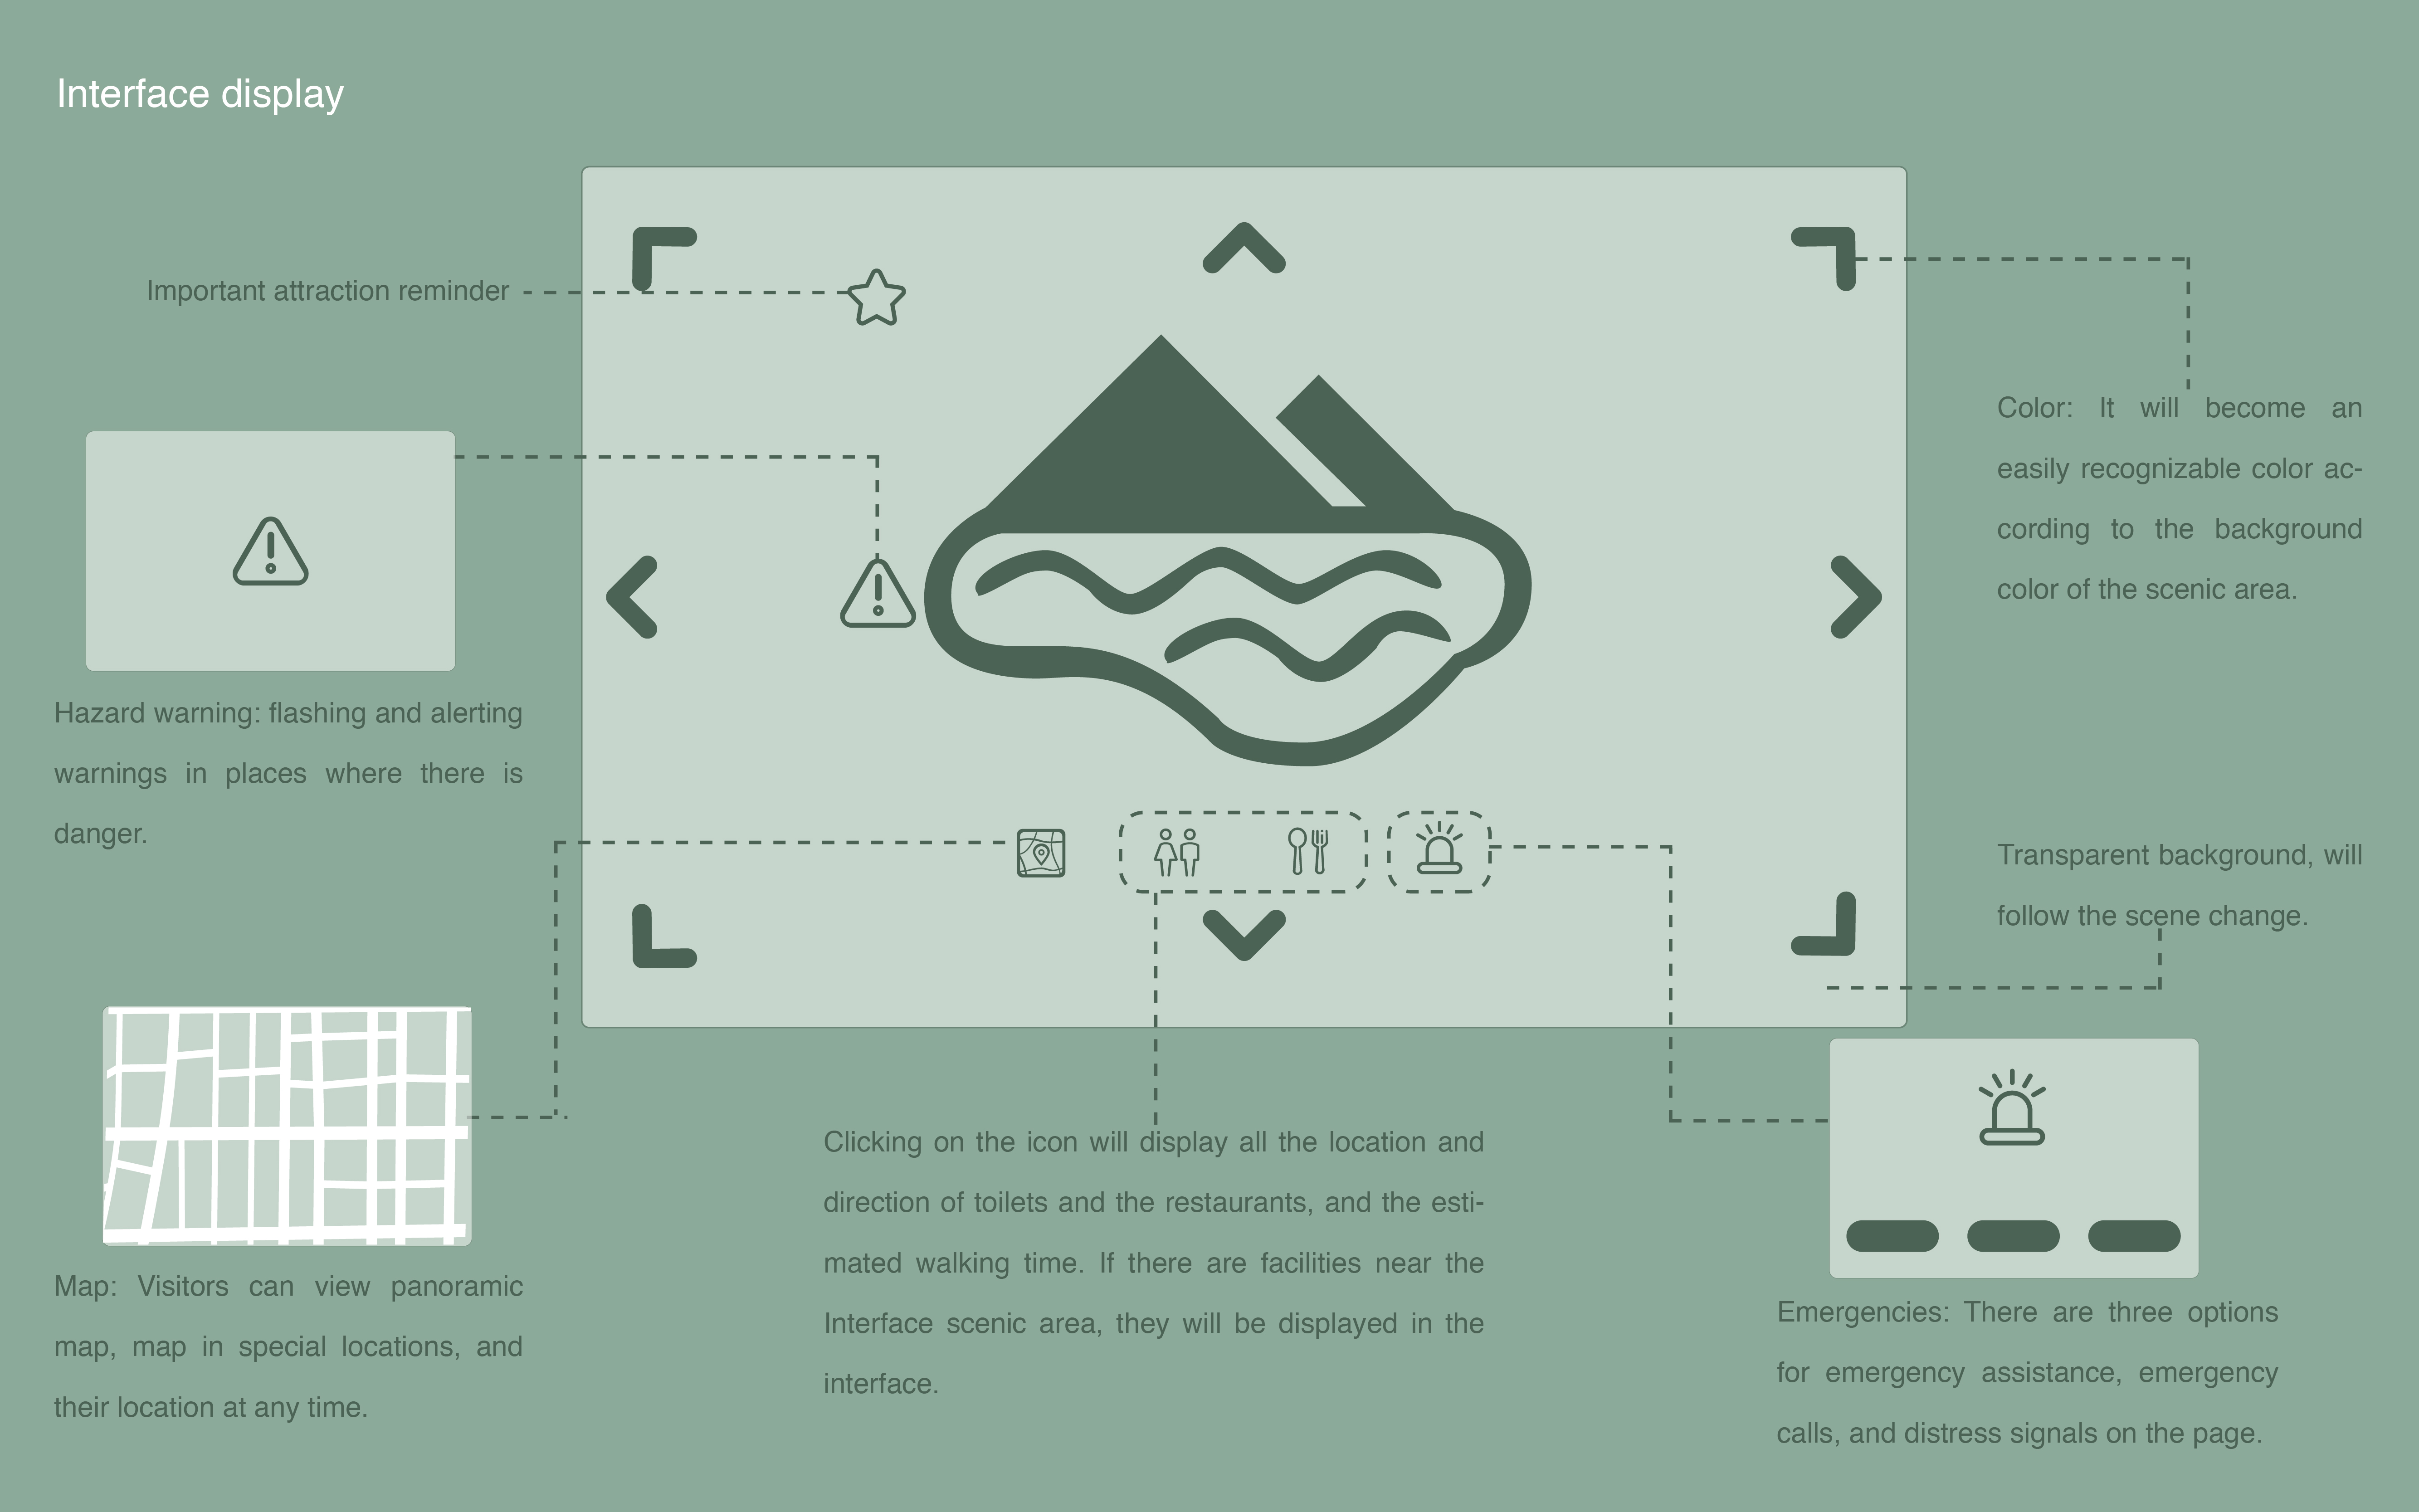 Interface display
Important attraction reminder
Color: It will become an
easily recognizable color ac-
cording to the background
color of the scenic area.
Hazard warning: flashing and alerting
warnings in places where there is
danger.
Transparent background, will
follow the scene change.
Map: Visitors can view panoramic
map, map in special locations, and
their location at any time.
Clicking on the icon will display all the location and
direction of toilets and the restaurants, and the esti-
mated walking time. If there are facilities near the
Interface scenic area, they will be displayed in the
interface.
Emergencies: There are three options
for emergency assistance, emergency
calls, and distress signals on the page.